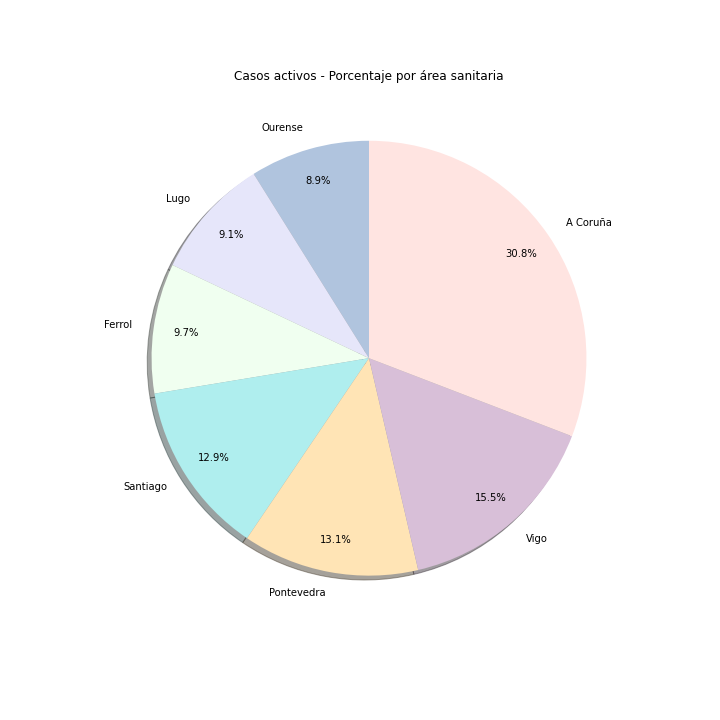 Casos activos - Porcentaje por área sanitaria
Ourense
8.9%
Lugo
9.1%
A Coruña
30.8%
Ferrol
9.7%
Santiago
12.9%
Vigo
15.5%
Pontevedra
13.1%